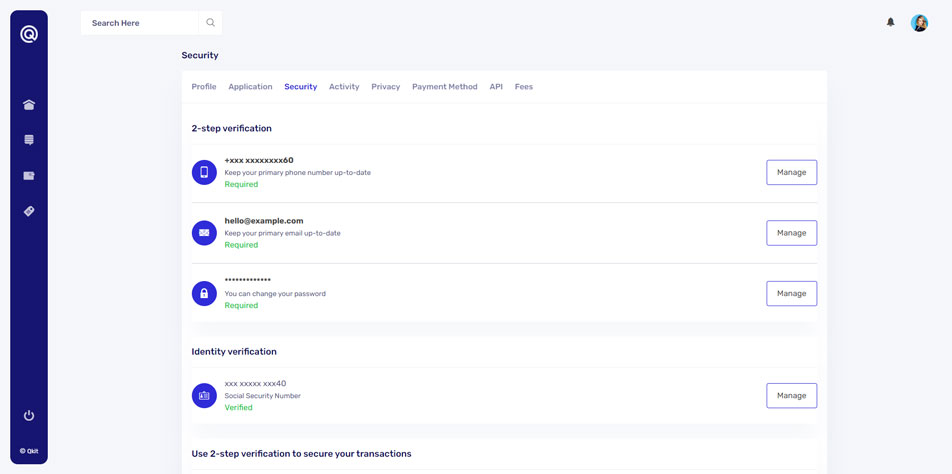 Search Here
Security
Profile Application Security Activity Privacy Payment Method API Fees
2-step verification
+xxx xxxxxxxx60
Keep your primary phone number up-to-date
Required
Manage
hello@example.com
Keep your primary email up-to-date
Required
Manage
*************
You can change your password
Required
Manage
Identity verification
xxx xxxxx xxx40
Social Security Number
Verified
Manage
Use 2-step verification to secure your transactions
© Qkit